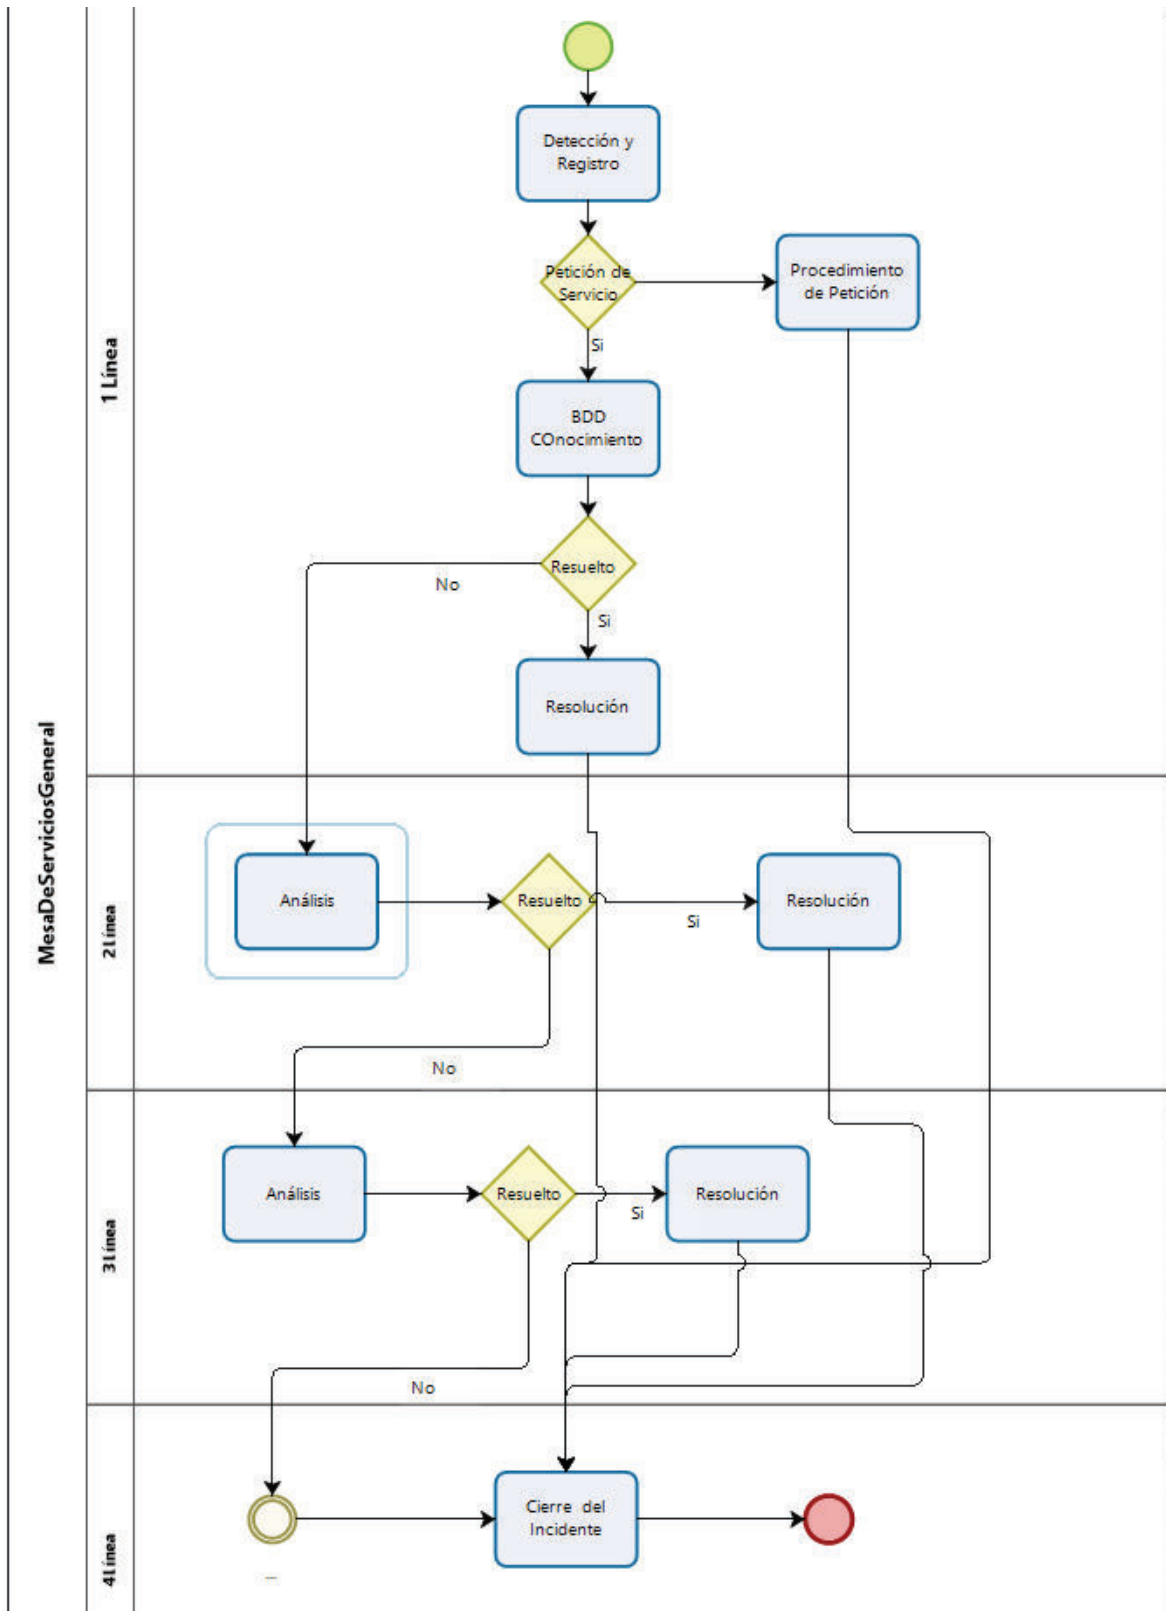 MesaDeServiciosGeneral
1 Línea
Detección y
Registro
Petición de
Servicio
Procedimiento
de Petición
Si
BDD
COnocimiento
Resuelto
No
Si
Resolución
2 Línea
Análisis
Resuelto
Si
Resolución
No
3 Línea
Análisis
Resuelto
Si
Resolución
No
4 Línea
Cierre del
Incidente
...